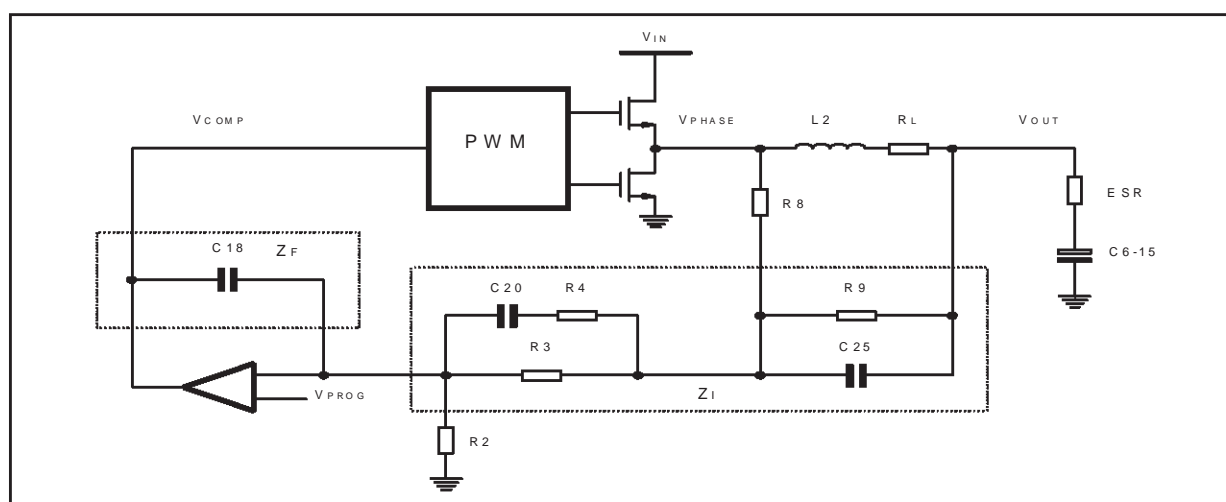 VIN
VCOMP
PWM
VPHASE
L2
RL
VOUT
R8
ESR
C18
ZF
C6-15
C20
R4
R9
R3
C25
VPROG
ZI
R2